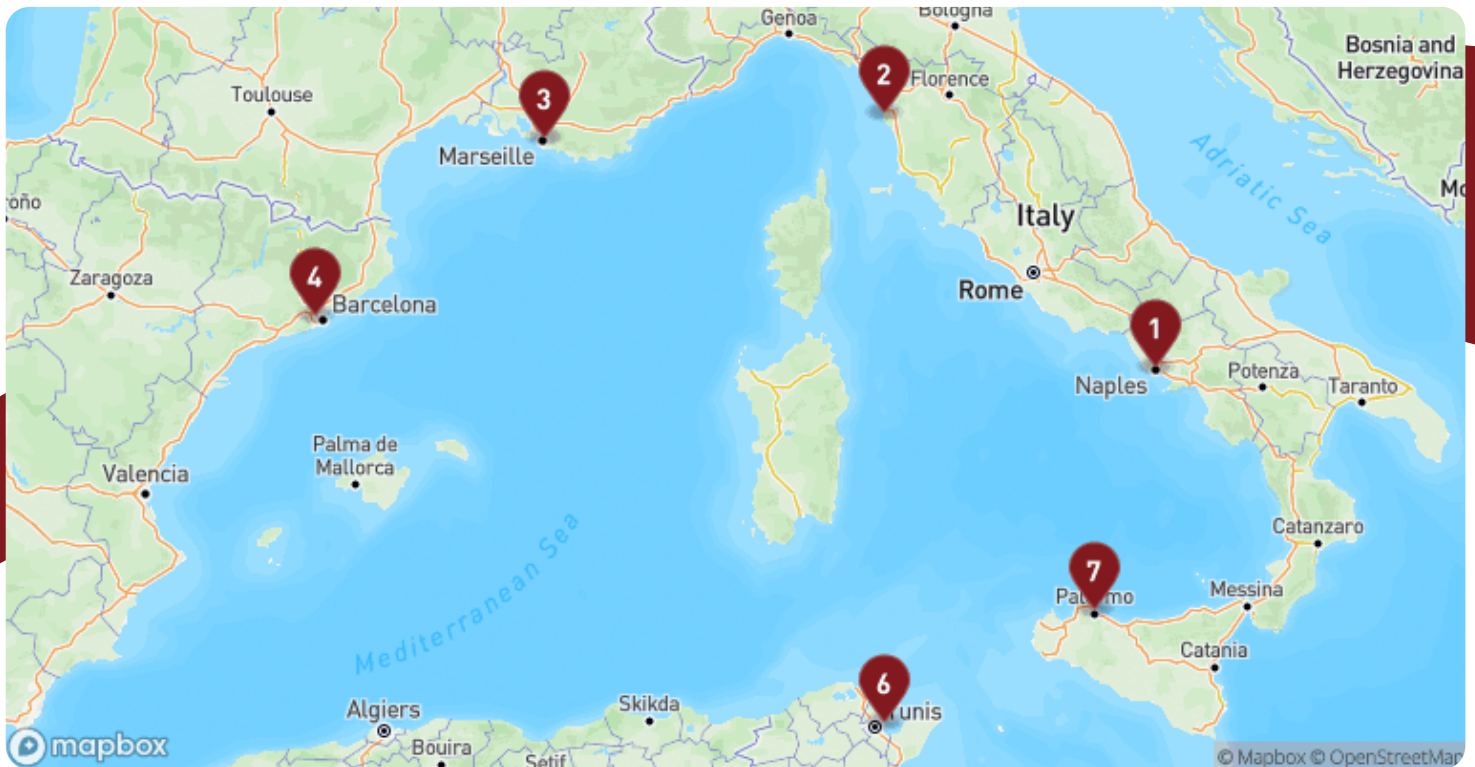 Genoa
Bologna
Bosnia and
Herzegovina
2
Florence
Toulouse
3
Marseille
Adriatic Sea
Mo
roño
Italy
4
Zaragoza
Rome
Barcelona
1
Naples
Potenza
Taranto
Palma de
Mallorca
Valencia
Catanzaro
Mediterranean Sea
7
Messina
Catania
6
Skikda
Algiers
Bouira
Setif
mapbox
© Mapbox © OpenStreetMap